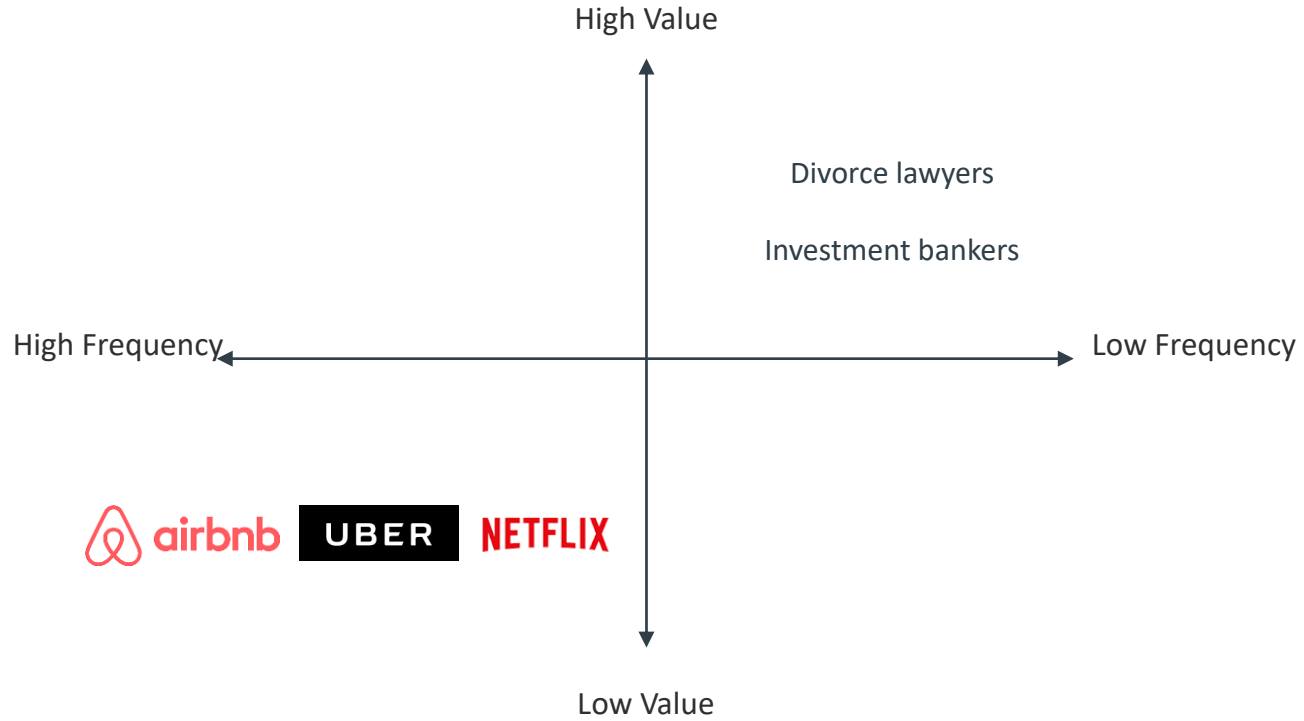 High Value
Divorce lawyers
Investment bankers
High Frequency
Low Frequency
airbnb
UBER
NETFLIX
Low Value